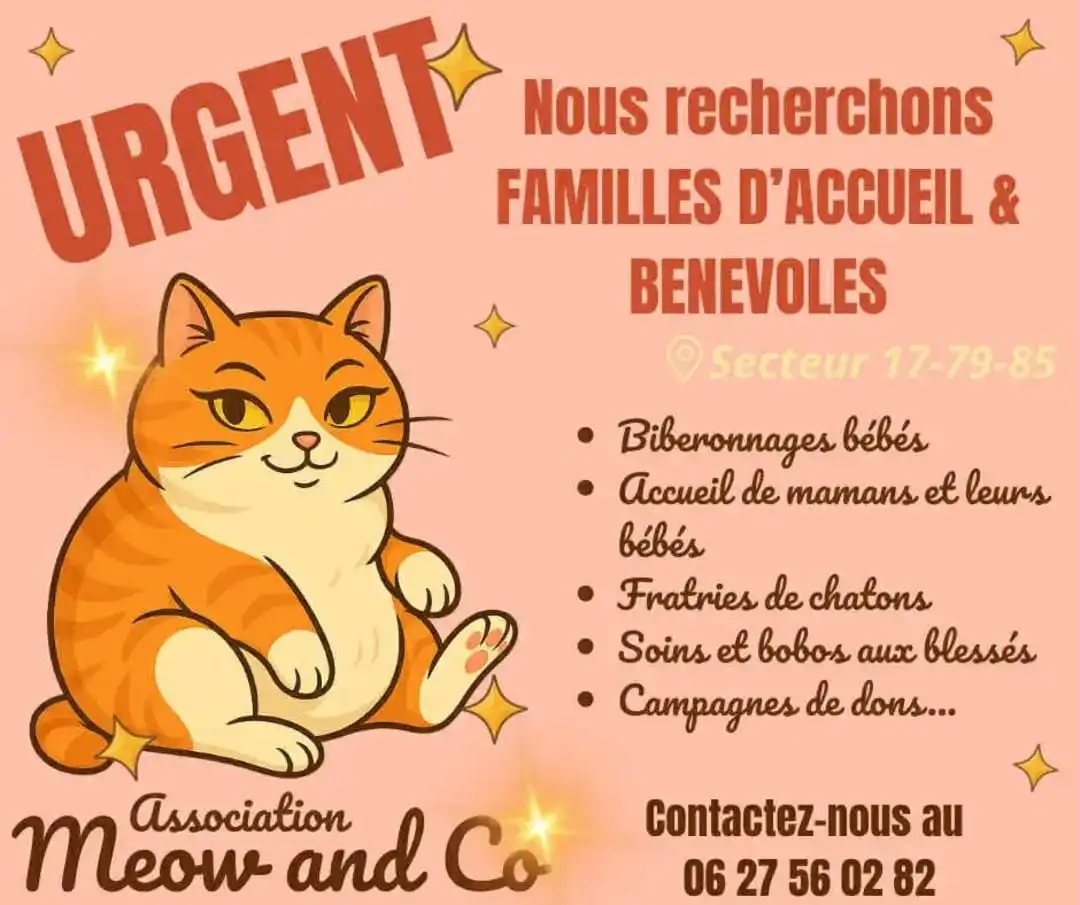 URGENT
Nous recherchons
FAMILLES D'ACCUEIL &
BENEVOLES
Secteur 17-79-85
• Biberonnages bébés
• Accueil de mamans et leurs
bébés
• Fratries de chatons
• Soins et bobos aux blessés
• Campagnes de dons...
Association
Meow and Co
Contactez-nous au
06 27 56 02 82